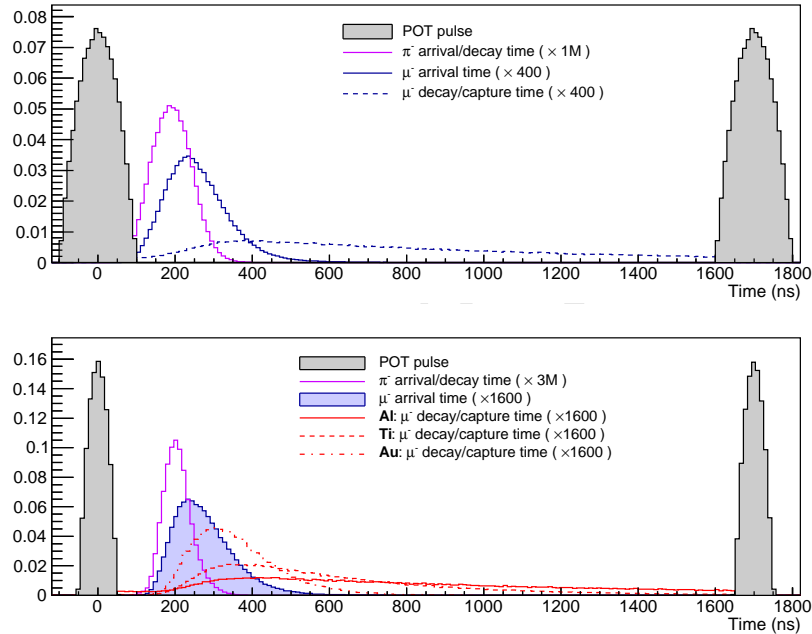 0.08
0.07
0.06
0.05
0.04
0.03
0.02
0.01
0
POT pulse
π⁻ arrival/decay time ( × 1M )
μ⁻ arrival time ( × 400 )
μ⁻ decay/capture time ( × 400 )
0 200 400 600 800 1000 1200 1400 1600 1800
Time (ns)
0.16
0.14
0.12
0.1
0.08
0.06
0.04
0.02
0
POT pulse
π⁻ arrival/decay time ( × 3M )
μ⁻ arrival time ( ×1600 )
Al: μ⁻ decay/capture time ( ×1600 )
Ti: μ⁻ decay/capture time ( ×1600 )
Au: μ⁻ decay/capture time ( ×1600 )
0 200 400 600 800 1000 1200 1400 1600 1800
Time (ns)